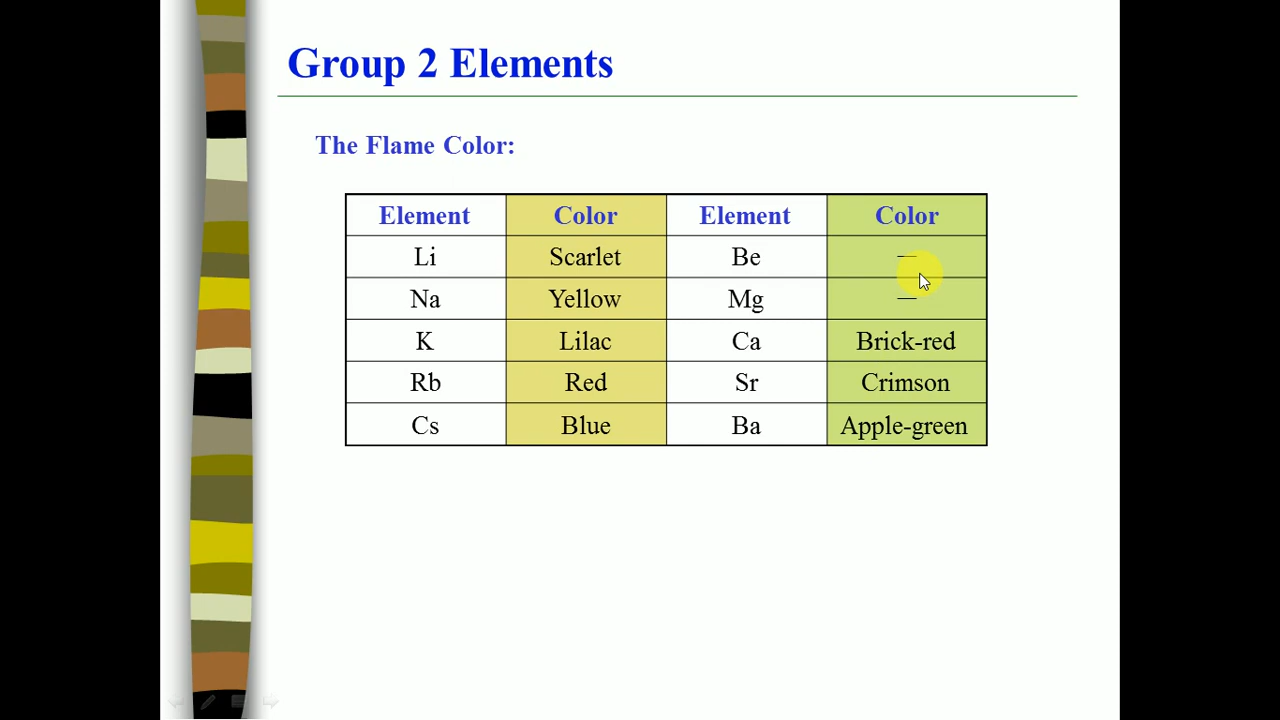 Group 2 Elements
The Flame Color:
Element Color Element Color
Li Scarlet Be —
Na Yellow Mg —
K Lilac Ca Brick-red
Rb Red Sr Crimson
Cs Blue Ba Apple-green